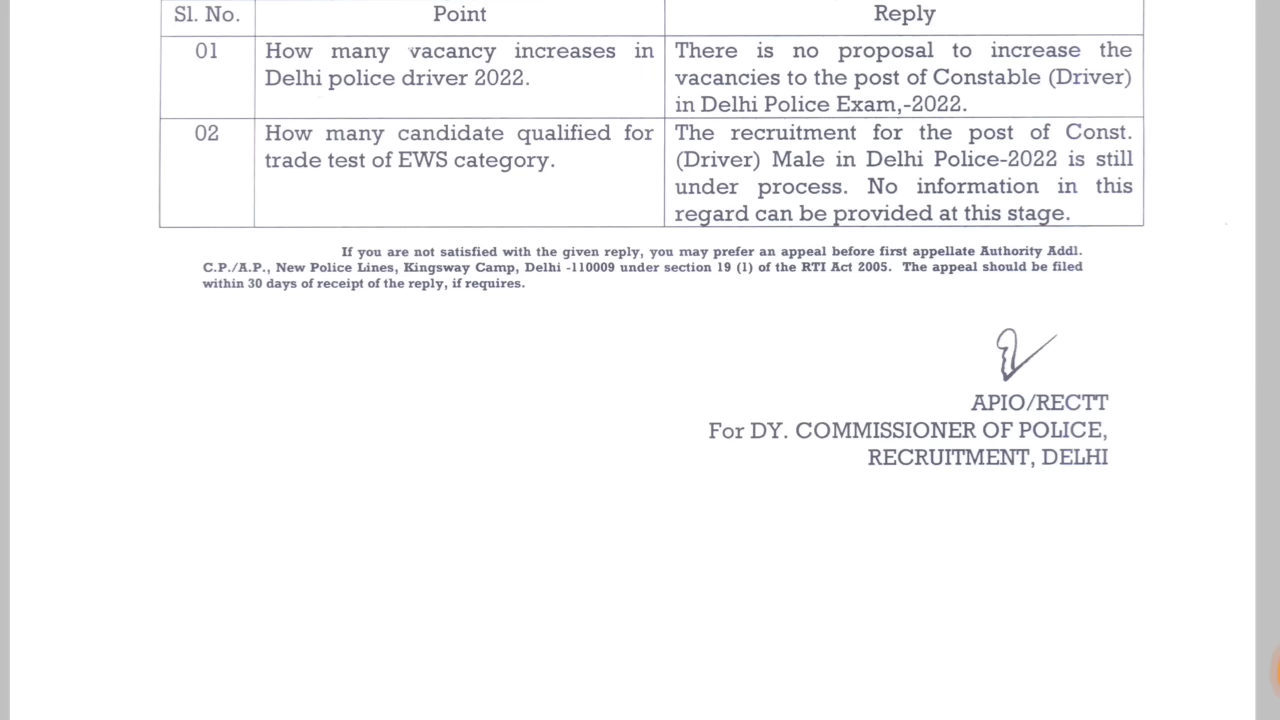 Sl. No. Point Reply
01 How many vacancy increases in There is no proposal to increase the
Delhi police driver 2022. vacancies to the post of Constable (Driver)
in Delhi Police Exam,-2022.
02 How many candidate qualified for The recruitment for the post of Const.
trade test of EWS category. (Driver) Male in Delhi Police-2022 is still
under process. No information in this
regard can be provided at this stage.
If you are not satisfied with the given reply, you may prefer an appeal before first appellate Authority Addl.
C.P./A.P., New Police Lines, Kingsway Camp, Delhi -110009 under section 19 (1) of the RTI Act 2005. The appeal should be filed
within 30 days of receipt of the reply, if requires.
APIO/RECTT
For DY. COMMISSIONER OF POLICE,
RECRUITMENT, DELHI